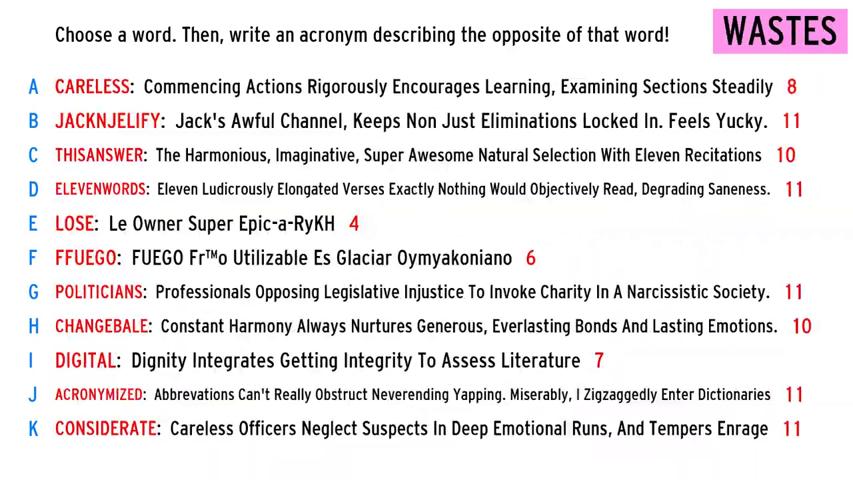 Choose a word. Then, write an acronym describing the opposite of that word!
WASTES
A CARELESS: Commencing Actions Rigorously Encourages Learning, Examining Sections Steadily 8
B JACKNJELIFY: Jack's Awful Channel, Keeps Non Just Eliminations Locked In. Feels Yucky. 11
C THISANSWER: The Harmonious, Imaginative, Super Awesome Natural Selection With Eleven Recitations 10
D ELEVENWORDS: Eleven Ludicrously Elongated Verses Exactly Nothing Would Objectively Read, Degrading Saneness. 11
E LOSE: Le Owner Super Epic-a-RyKH 4
F FFUEGO: FUEGO Fr™o Utilizable Es Glaciar Oymyakoniano 6
G POLITICIANS: Professionals Opposing Legislative Injustice To Invoke Charity In A Narcissistic Society. 11
H CHANGEBALE: Constant Harmony Always Nurtures Generous, Everlasting Bonds And Lasting Emotions. 10
I DIGITAL: Dignity Integrates Getting Integrity To Assess Literature 7
J ACRONYMIZED: Abbrevations Can't Really Obstruct Neverending Yapping. Miserably, I Zigzaggedly Enter Dictionaries 11
K CONSIDERATE: Careless Officers Neglect Suspects In Deep Emotional Runs, And Tempers Enrage 11